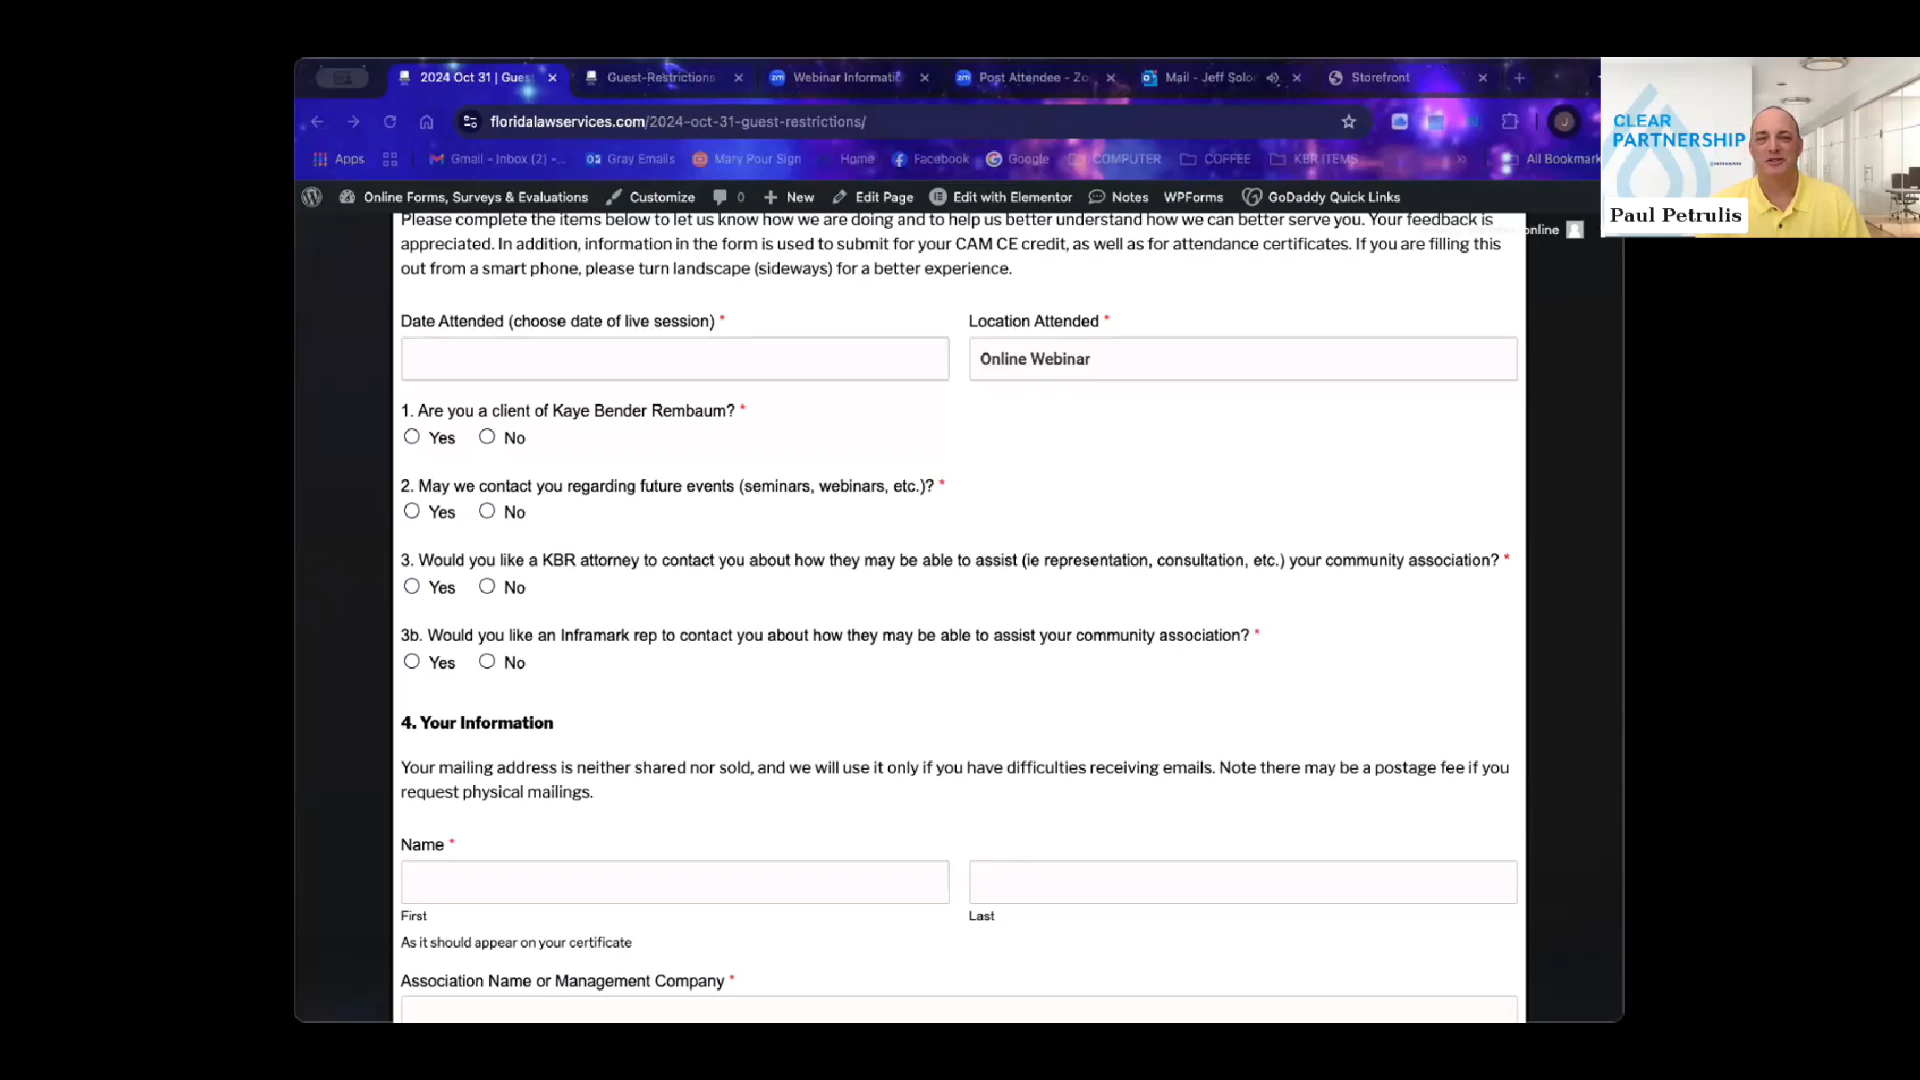 2024 Oct 31 | Gues
Guest-Restrictions
Webinar Informati
Post Attendee - Zo
Mail - Jeff Solo
Storefront
floridalawservices.com/2024-oct-31-guest-restrictions/
Apps
Gmail - Inbox (2) -...
Gray Emails
Mary Pour Sign
Home
Facebook
Google
COMPUTER
COFFEE
KBR ITEMS
»
All Bookmark
Online Forms, Surveys & Evaluations
Customize
0
New
Edit Page
Edit with Elementor
Notes
WPForms
GoDaddy Quick Links
online
CLEAR
PARTNERSHIP
Paul Petrulis
Please complete the items below to let us know how we are doing and to help us better understand how we can better serve you. Your feedback is
appreciated. In addition, information in the form is used to submit for your CAM CE credit, as well as for attendance certificates. If you are filling this
out from a smart phone, please turn landscape (sideways) for a better experience.
Date Attended (choose date of live session) *
Location Attended *
Online Webinar
1. Are you a client of Kaye Bender Rembaum? *
Yes No
2. May we contact you regarding future events (seminars, webinars, etc.)? *
Yes No
3. Would you like a KBR attorney to contact you about how they may be able to assist (ie representation, consultation, etc.) your community association? *
Yes No
3b. Would you like an Inframark rep to contact you about how they may be able to assist your community association? *
Yes No
4. Your Information
Your mailing address is neither shared nor sold, and we will use it only if you have difficulties receiving emails. Note there may be a postage fee if you
request physical mailings.
Name *
First
Last
As it should appear on your certificate
Association Name or Management Company *